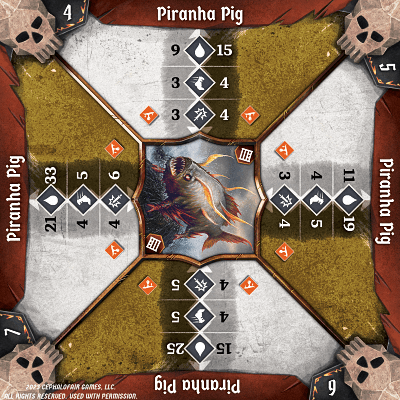 4
Piranha Pig
9 15
3 4
3 4
5
Piranha Pig
11 19
4 5
3 4
6
Piranha Pig
15 25
4 5
4 5
7
Piranha Pig
21 33
4 5
4 6
2023 CEPHALOFAIR GAMES, LLC.
ALL RIGHTS RESERVED. USED WITH PERMISSION.